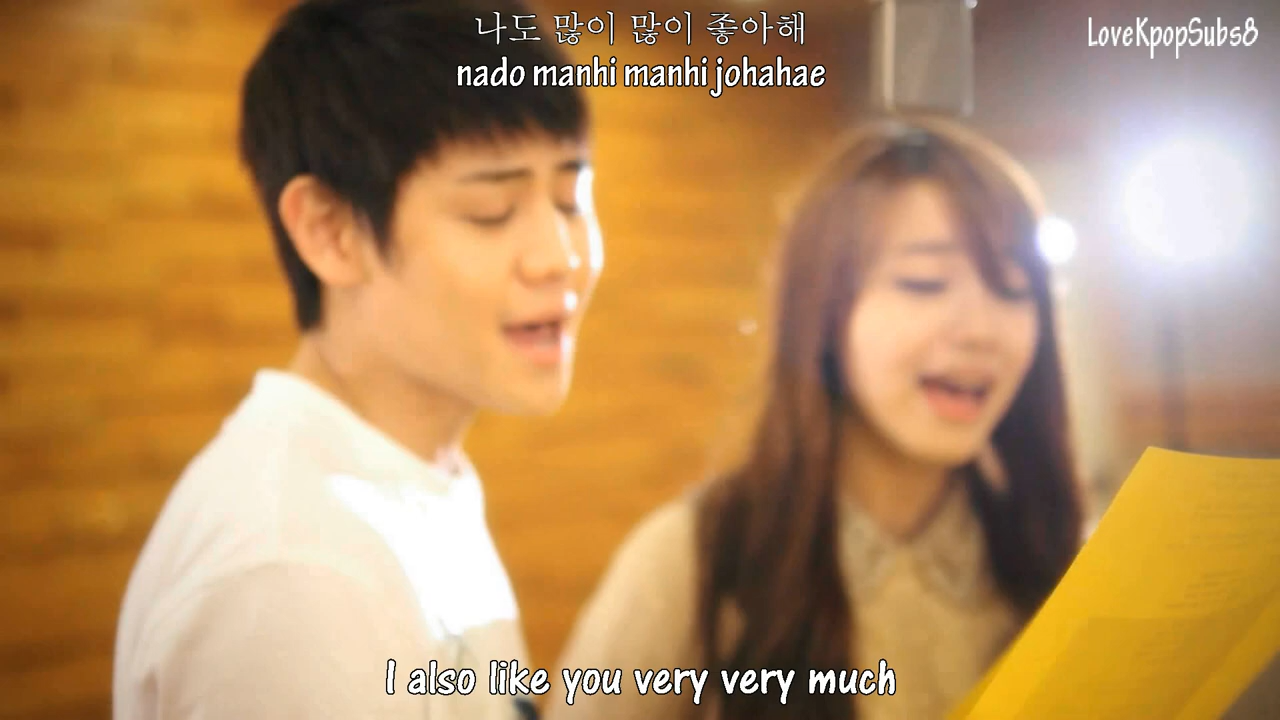 나도 많이 많이 좋아해
LoveKpopSubs8
nado manhi manhi johahae
I also like you very very much